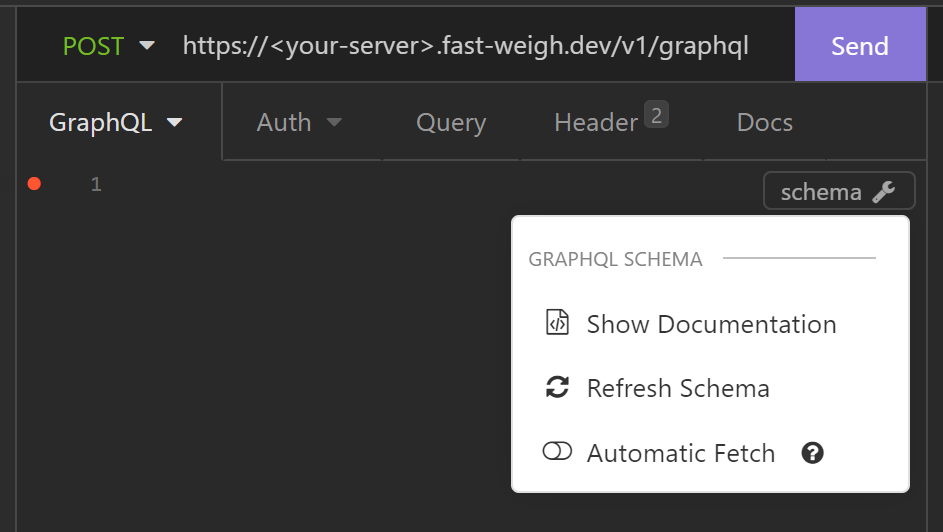 POST https://<your-server>.fast-weigh.dev/v1/graphql Send
GraphQL Auth Query Header 2 Docs
1 schema
GRAPHQL SCHEMA
Show Documentation
Refresh Schema
Automatic Fetch ?